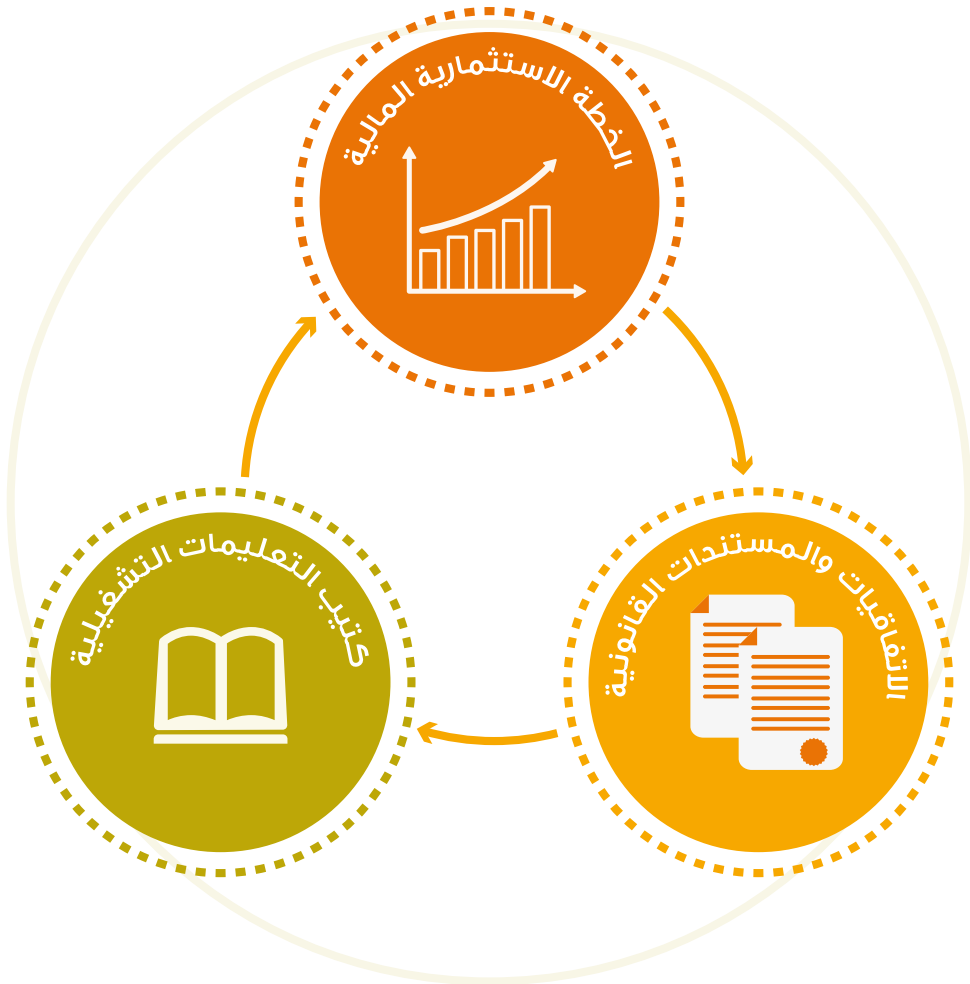 الخطة الاستثمارية المالية
الاتفاقيات والمستندات القانونية
كتيب التعليمات التشغيلية